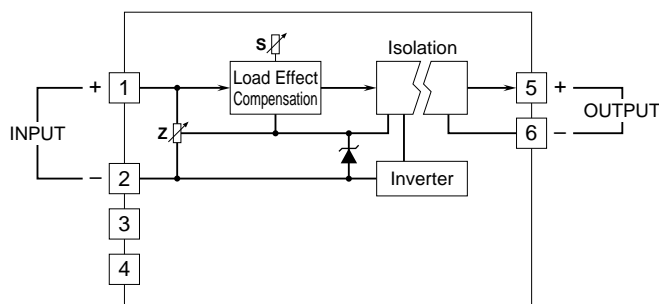 S
Isolation
+ 1
Load Effect
Compensation
5 +
INPUT
Z
6 –
OUTPUT
– 2
Inverter
3
4